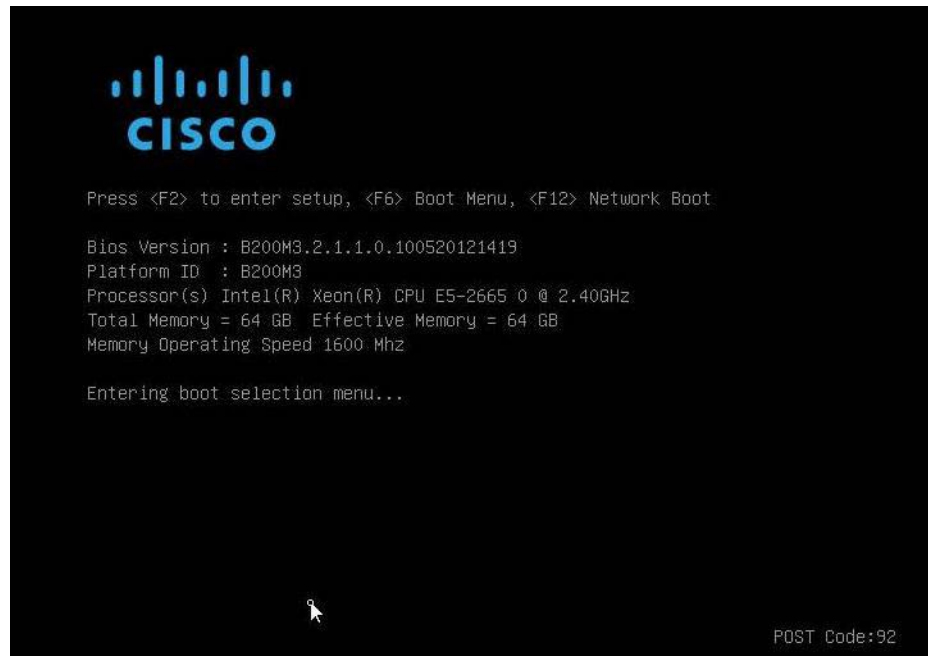 CISCO
Press <F2> to enter setup, <F6> Boot Menu, <F12> Network Boot
Bios Version : B200M3.2.1.1.0.100520121419
Platform ID : B200M3
Processor(s) Intel(R) Xeon(R) CPU E5-2665 0 @ 2.40GHz
Total Memory = 64 GB Effective Memory = 64 GB
Memory Operating Speed 1600 Mhz
Entering boot selection menu...
POST Code:92